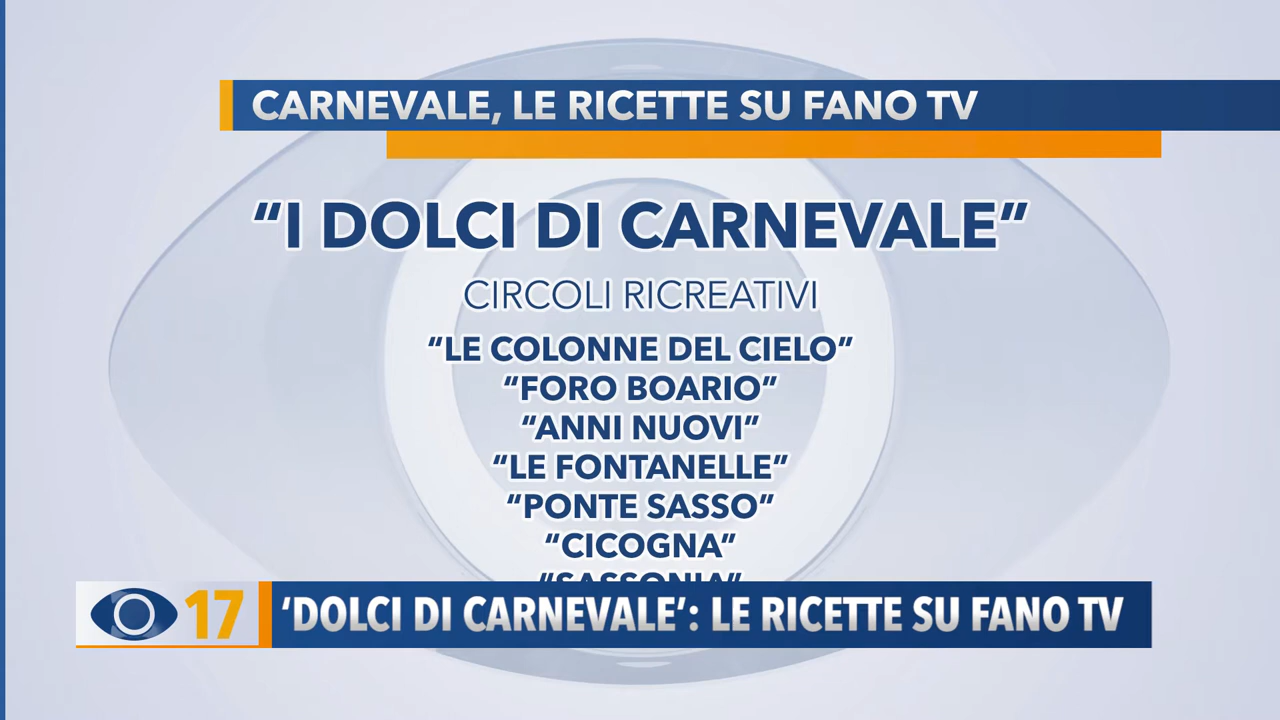 CARNEVALE, LE RICETTE SU FANO TV
“I DOLCI DI CARNEVALE”
CIRCOLI RICREATIVI
“LE COLONNE DEL CIELO”
“FORO BOARIO”
“ANNI NUOVI”
“LE FONTANELLE”
“PONTE SASSO”
“CICOGNA”
“SASSONIA”
17
‘DOLCI DI CARNEVALE‘: LE RICETTE SU FANO TV